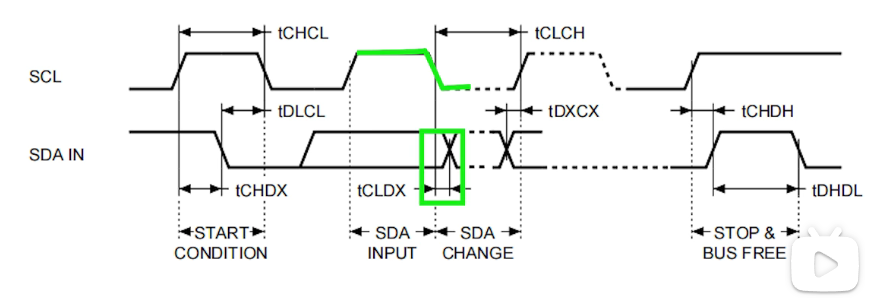 tCHCL
tCLCH
SCL
tDLCL
tDXCX
tCHDH
SDA IN
tCHDX
tCLDX
tDHDL
START
CONDITION
SDA
INPUT
SDA
CHANGE
STOP &
BUS FREE